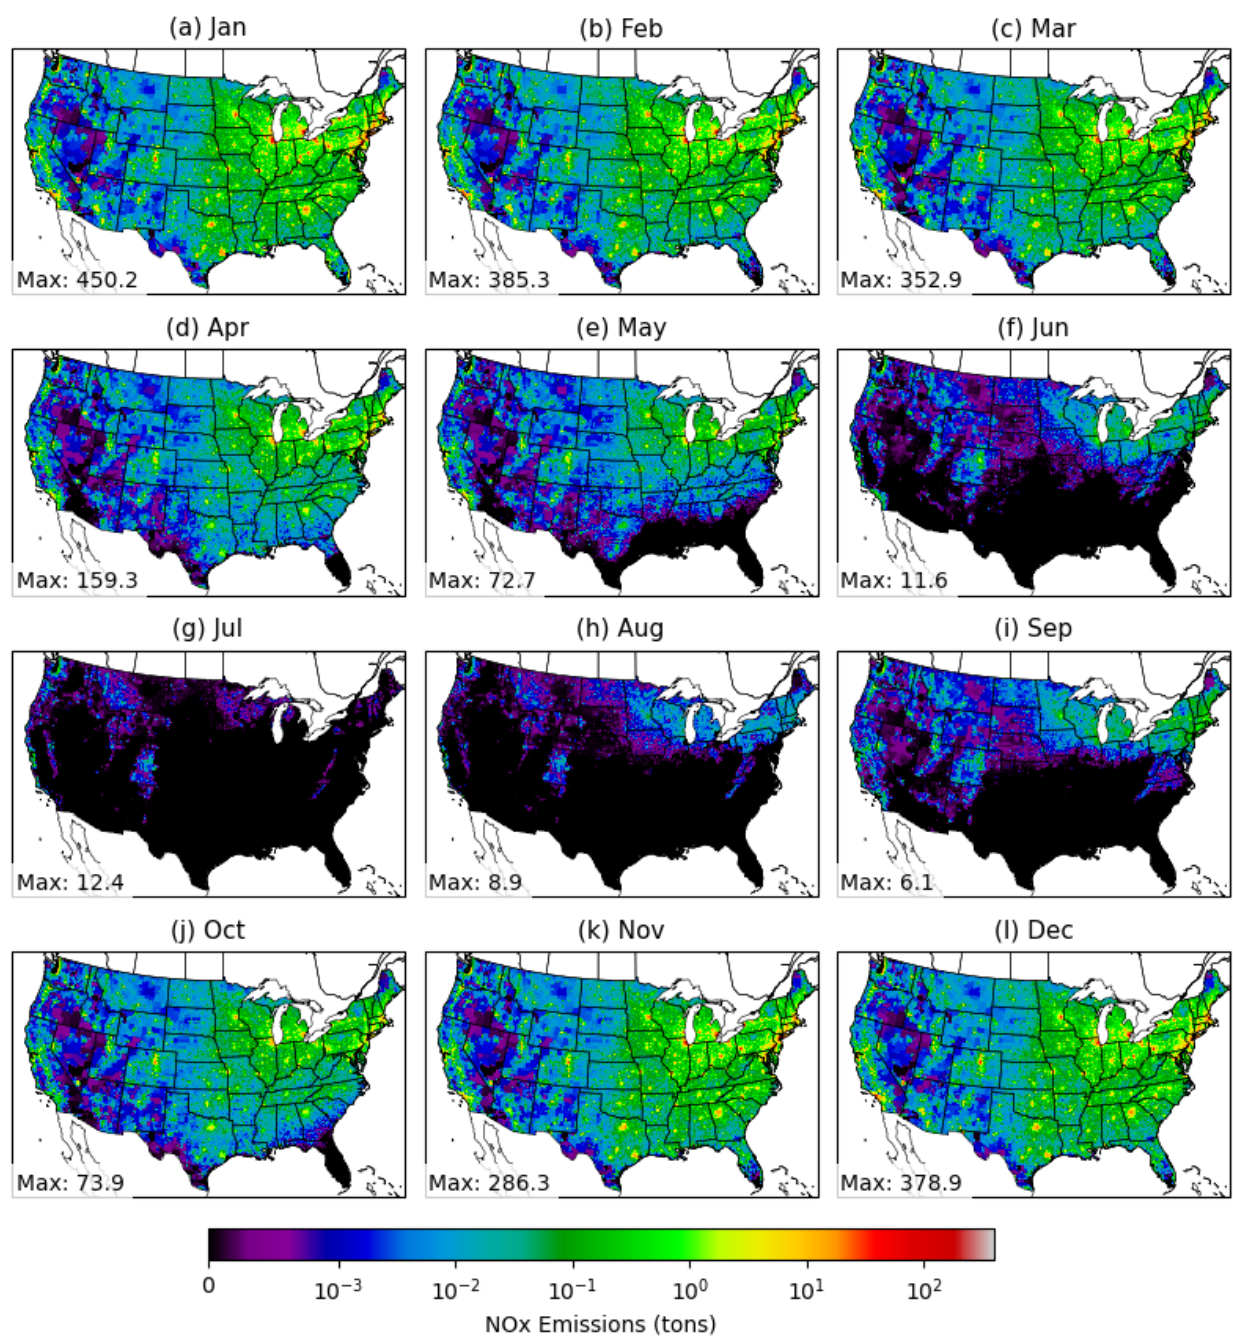 (a) Jan
(b) Feb
(c) Mar
Max: 450.2
Max: 385.3
Max: 352.9
(d) Apr
(e) May
(f) Jun
Max: 159.3
Max: 72.7
Max: 11.6
(g) Jul
(h) Aug
(i) Sep
Max: 12.4
Max: 8.9
Max: 6.1
(j) Oct
(k) Nov
(l) Dec
Max: 73.9
Max: 286.3
Max: 378.9
0 10⁻³ 10⁻² 10⁻¹ 10⁰ 10¹ 10²
NOx Emissions (tons)